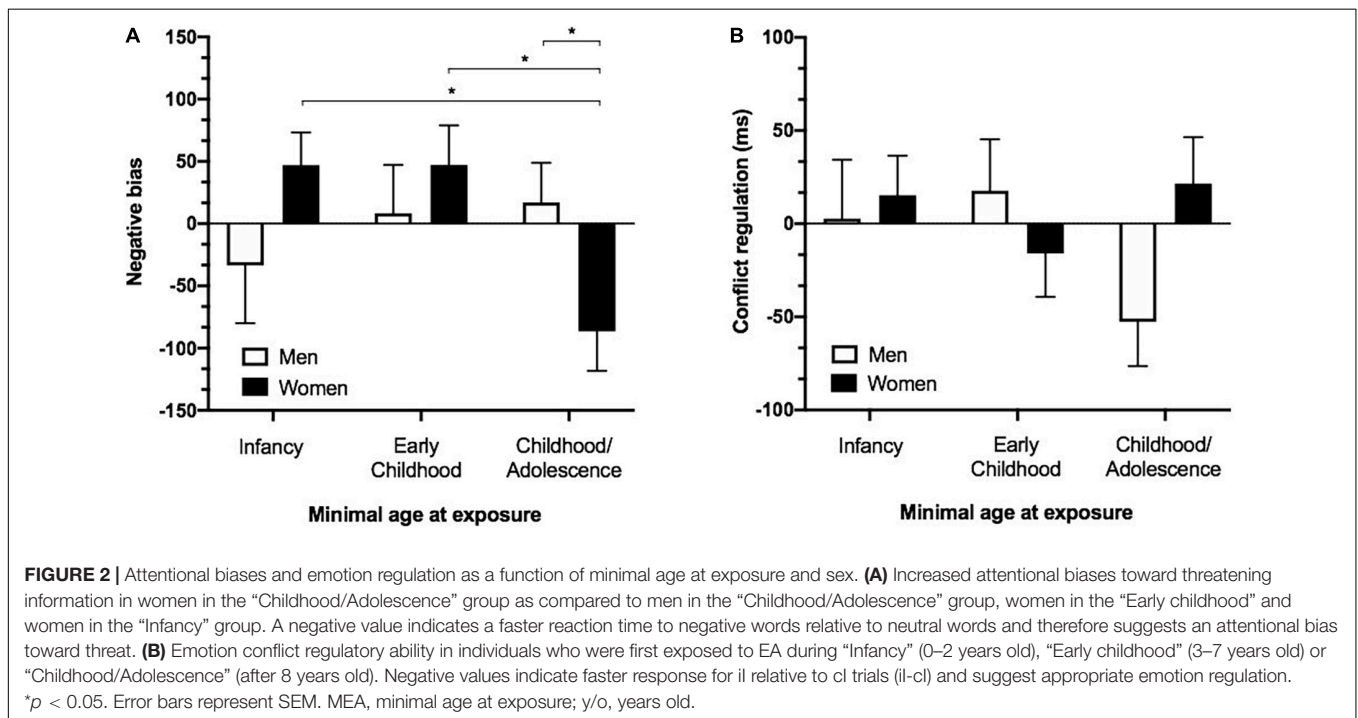 A
150
100
50
0
-50
-100
-150
Negative bias
*
*
*
Men
Women
Infancy
Early
Childhood
Childhood/
Adolescence
Minimal age at exposure
B
100
50
0
-50
-100
Conflict regulation (ms)
Men
Women
Infancy
Early
Childhood
Childhood/
Adolescence
Minimal age at exposure
FIGURE 2 | Attentional biases and emotion regulation as a function of minimal age at exposure and sex. (A) Increased attentional biases toward threatening
information in women in the “Childhood/Adolescence” group as compared to men in the “Childhood/Adolescence” group, women in the “Early childhood” and
women in the “Infancy” group. A negative value indicates a faster reaction time to negative words relative to neutral words and therefore suggests an attentional bias
toward threat. (B) Emotion conflict regulatory ability in individuals who were first exposed to EA during “Infancy” (0–2 years old), “Early childhood” (3–7 years old) or
“Childhood/Adolescence” (after 8 years old). Negative values indicate faster response for iI relative to cI trials (iI-cI) and suggest appropriate emotion regulation.
*p < 0.05. Error bars represent SEM. MEA, minimal age at exposure; y/o, years old.